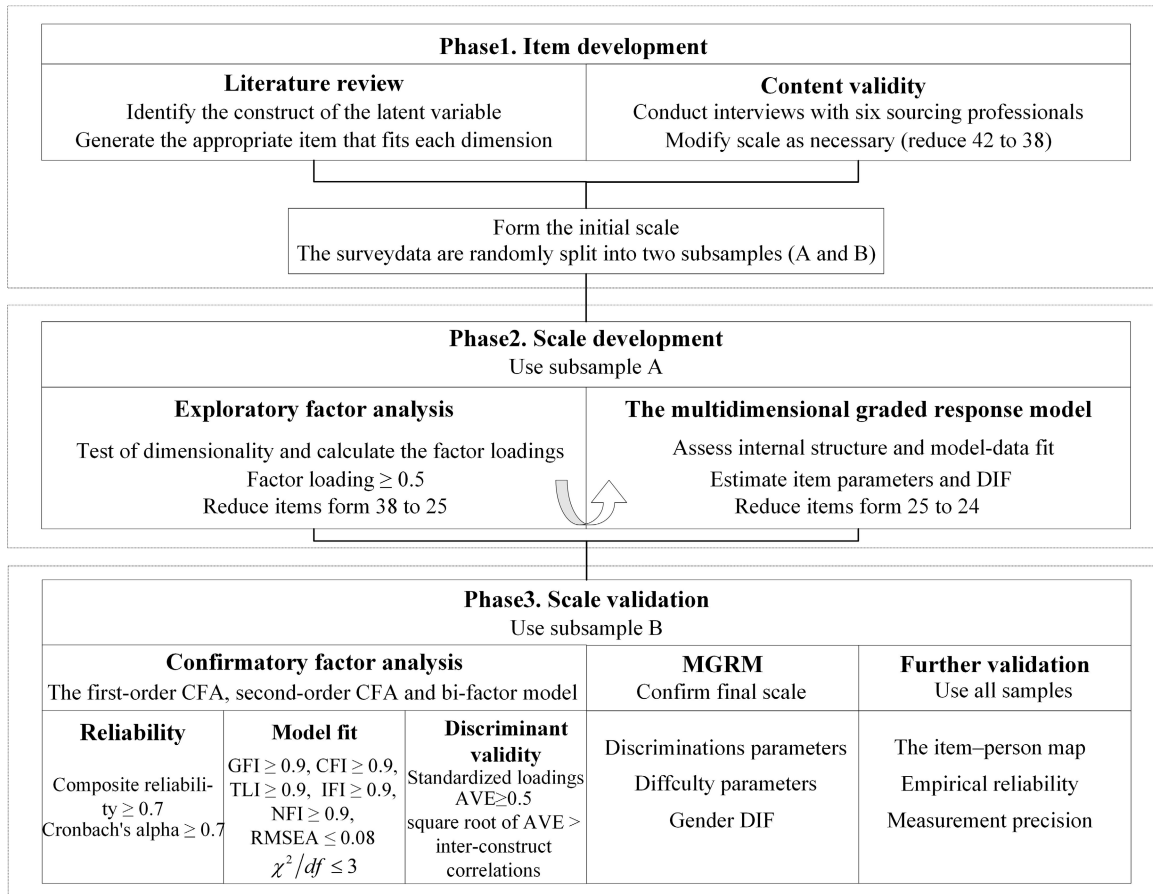 Phase1. Item development
Literature review
Identify the construct of the latent variable
Generate the appropriate item that fits each dimension
Content validity
Conduct interviews with six sourcing professionals
Modify scale as necessary (reduce 42 to 38)
Form the initial scale
The surveydata are randomly split into two subsamples (A and B)
Phase2. Scale development
Use subsample A
Exploratory factor analysis
Test of dimensionality and calculate the factor loadings
Factor loading ≥ 0.5
Reduce items form 38 to 25
The multidimensional graded response model
Assess internal structure and model-data fit
Estimate item parameters and DIF
Reduce items form 25 to 24
Phase3. Scale validation
Use subsample B
Confirmatory factor analysis
The first-order CFA, second-order CFA and bi-factor model
Reliability
Composite reliabili-
ty ≥ 0.7
Cronbach's alpha ≥ 0.7
Model fit
GFI ≥ 0.9, CFI ≥ 0.9,
TLI ≥ 0.9, IFI ≥ 0.9,
NFI ≥ 0.9,
RMSEA ≤ 0.08
χ²/df ≤ 3
Discriminant
validity
Standardized loadings
AVE≥0.5
square root of AVE >
inter-construct
correlations
MGRM
Confirm final scale
Discriminations parameters
Diffculty parameters
Gender DIF
Further validation
Use all samples
The item–person map
Empirical reliability
Measurement precision